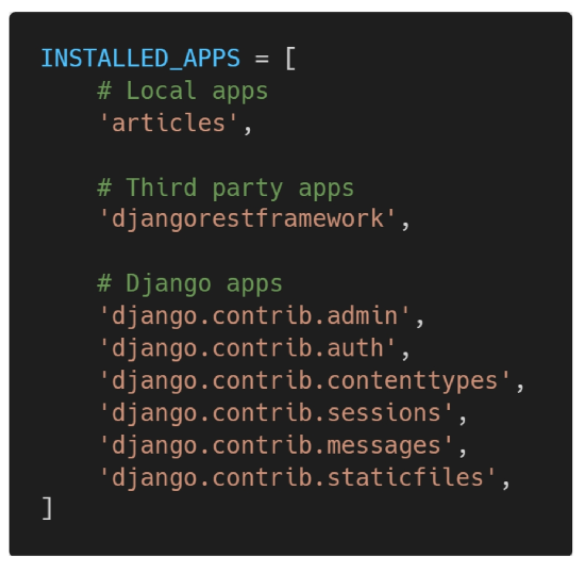 INSTALLED_APPS = [
    # Local apps
    'articles',

    # Third party apps
    'djangorestframework',

    # Django apps
    'django.contrib.admin',
    'django.contrib.auth',
    'django.contrib.contenttypes',
    'django.contrib.sessions',
    'django.contrib.messages',
    'django.contrib.staticfiles',
]